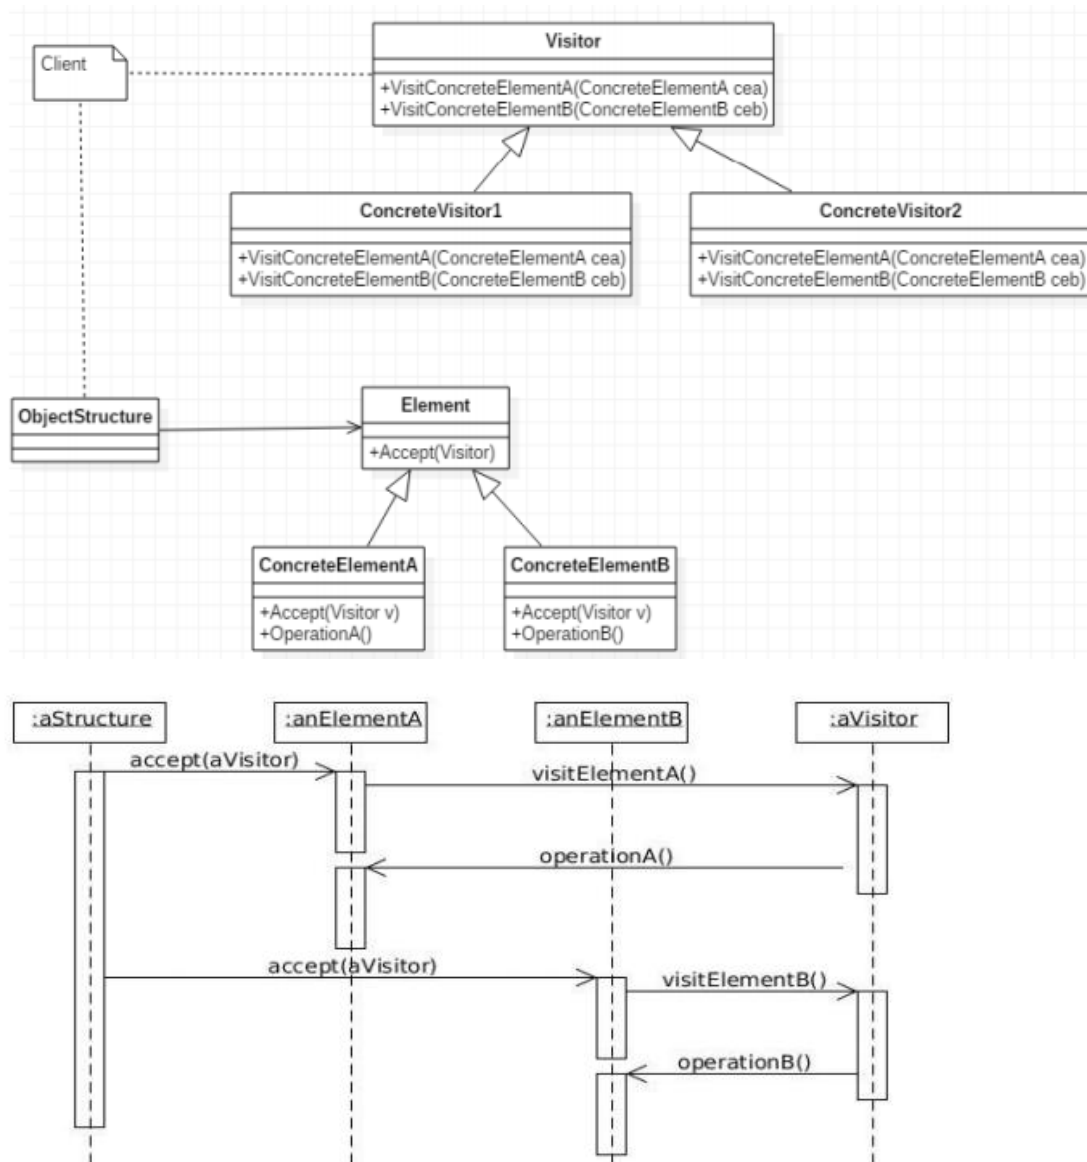 Client
Visitor
+VisitConcreteElementA(ConcreteElementA cea)
+VisitConcreteElementB(ConcreteElementB ceb)
ConcreteVisitor1
+VisitConcreteElementA(ConcreteElementA cea)
+VisitConcreteElementB(ConcreteElementB ceb)
ConcreteVisitor2
+VisitConcreteElementA(ConcreteElementA cea)
+VisitConcreteElementB(ConcreteElementB ceb)
ObjectStructure
Element
+Accept(Visitor)
ConcreteElementA
+Accept(Visitor v)
+OperationA()
ConcreteElementB
+Accept(Visitor v)
+OperationB()
:aStructure
:anElementA
:anElementB
:aVisitor
accept(aVisitor)
visitElementA()
operationA()
accept(aVisitor)
visitElementB()
operationB()